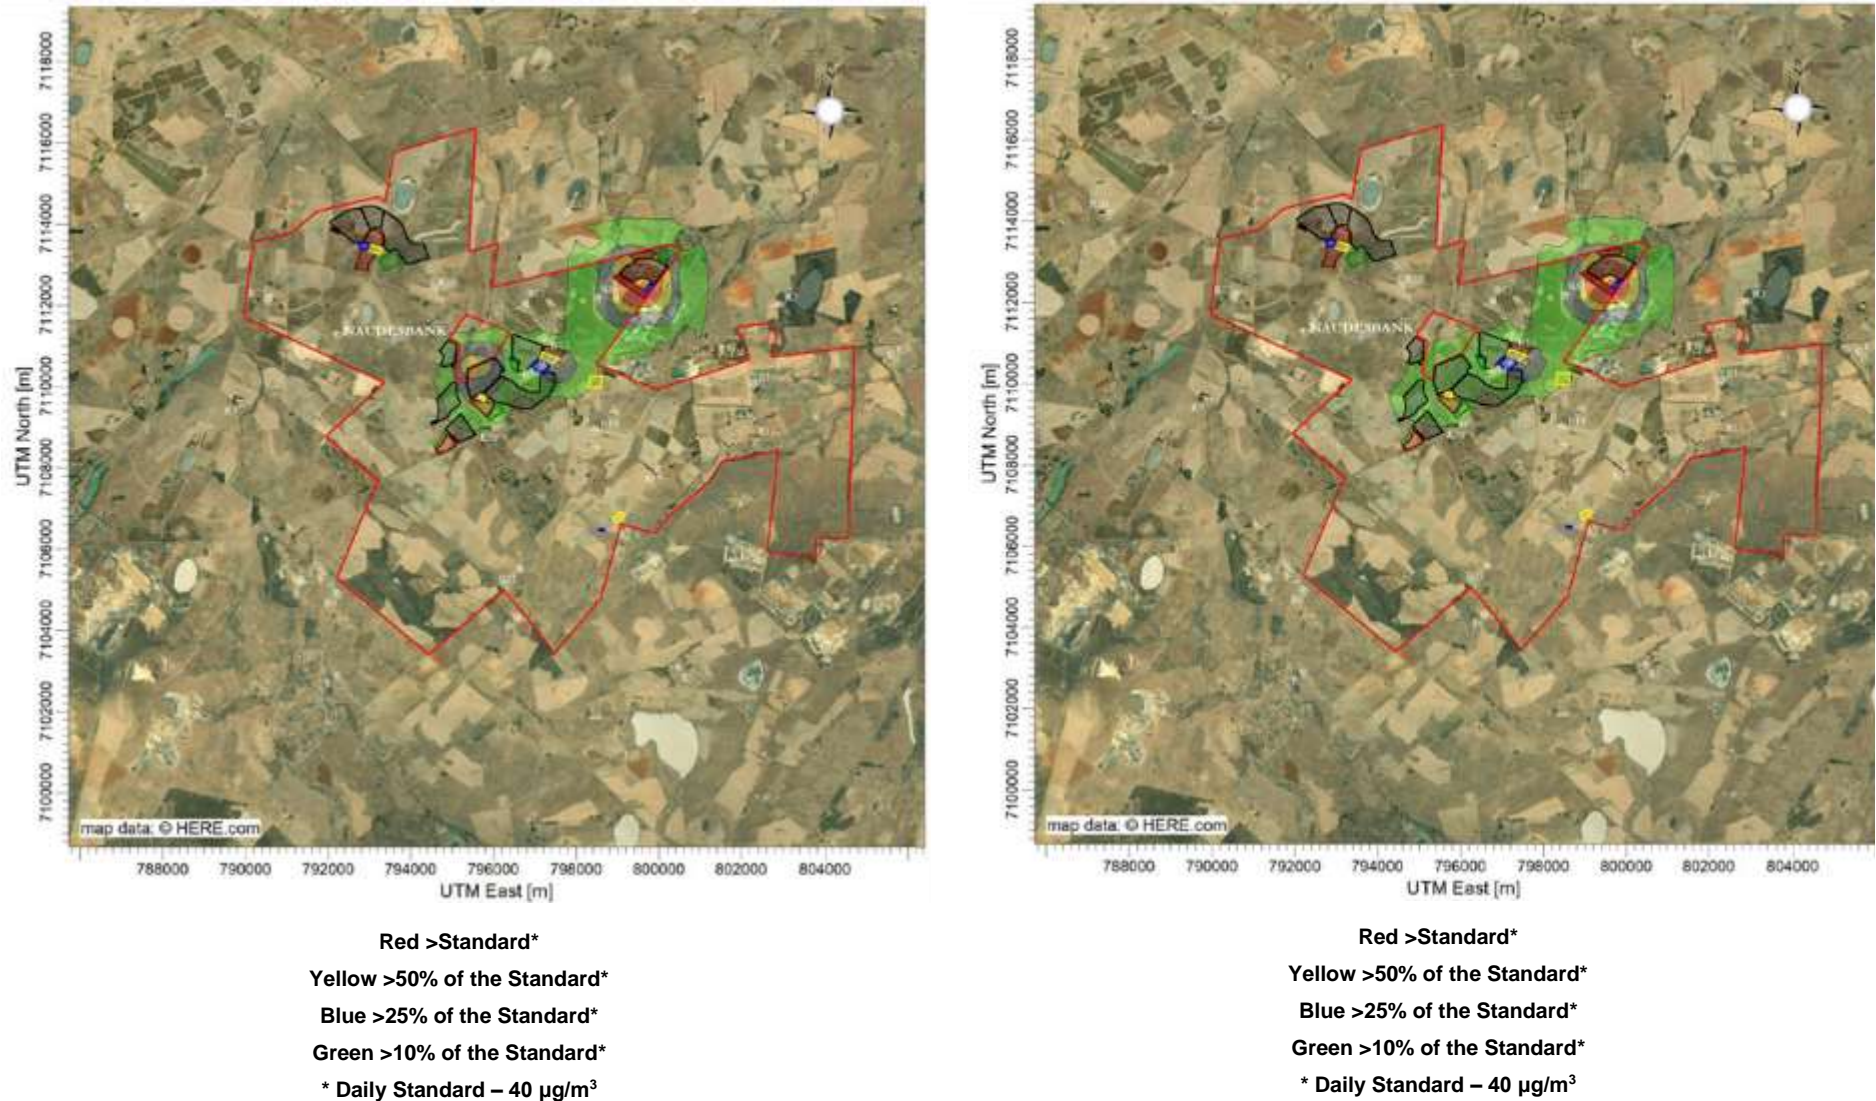 UTM North [m]
7118000
7116000
7114000
7112000
7110000
7108000
7106000
7104000
7102000
7100000
NAUDESBANK
map data: © HERE.com
788000 790000 792000 794000 796000 798000 800000 802000 804000
UTM East [m]
Red >Standard*
Yellow >50% of the Standard*
Blue >25% of the Standard*
Green >10% of the Standard*
* Daily Standard – 40 µg/m³
UTM North [m]
7118000
7116000
7114000
7112000
7110000
7108000
7106000
7104000
7102000
7100000
NAUDESBANK
map data: © HERE.com
788000 790000 792000 794000 796000 798000 800000 802000 804000
UTM East [m]
Red >Standard*
Yellow >50% of the Standard*
Blue >25% of the Standard*
Green >10% of the Standard*
* Daily Standard – 40 µg/m³